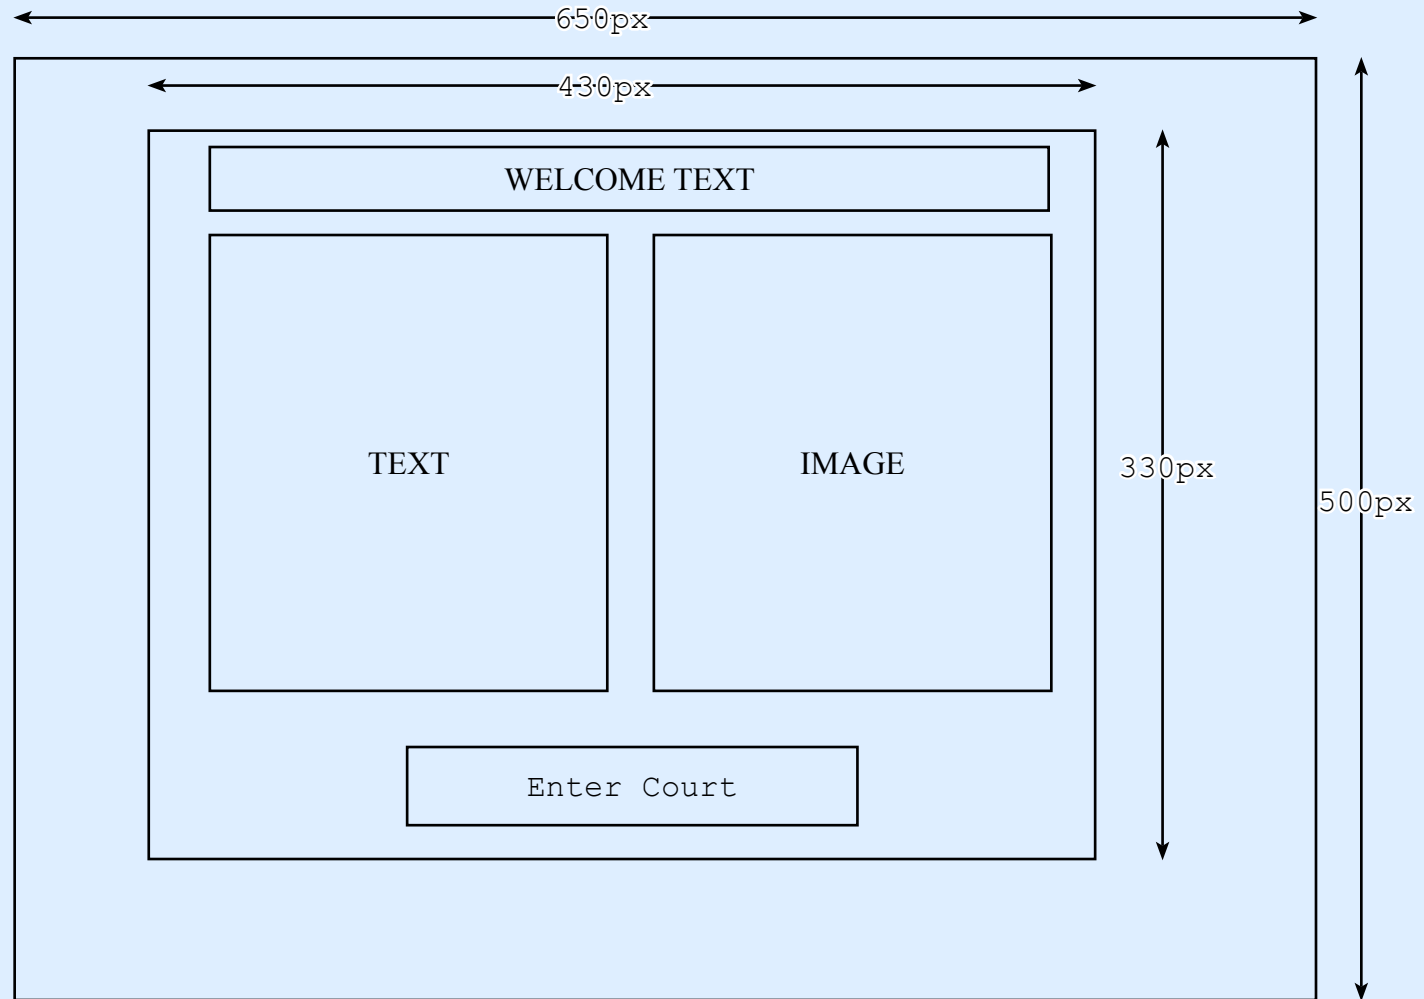 650px
430px
WELCOME TEXT
TEXT
IMAGE
330px
500px
Enter Court